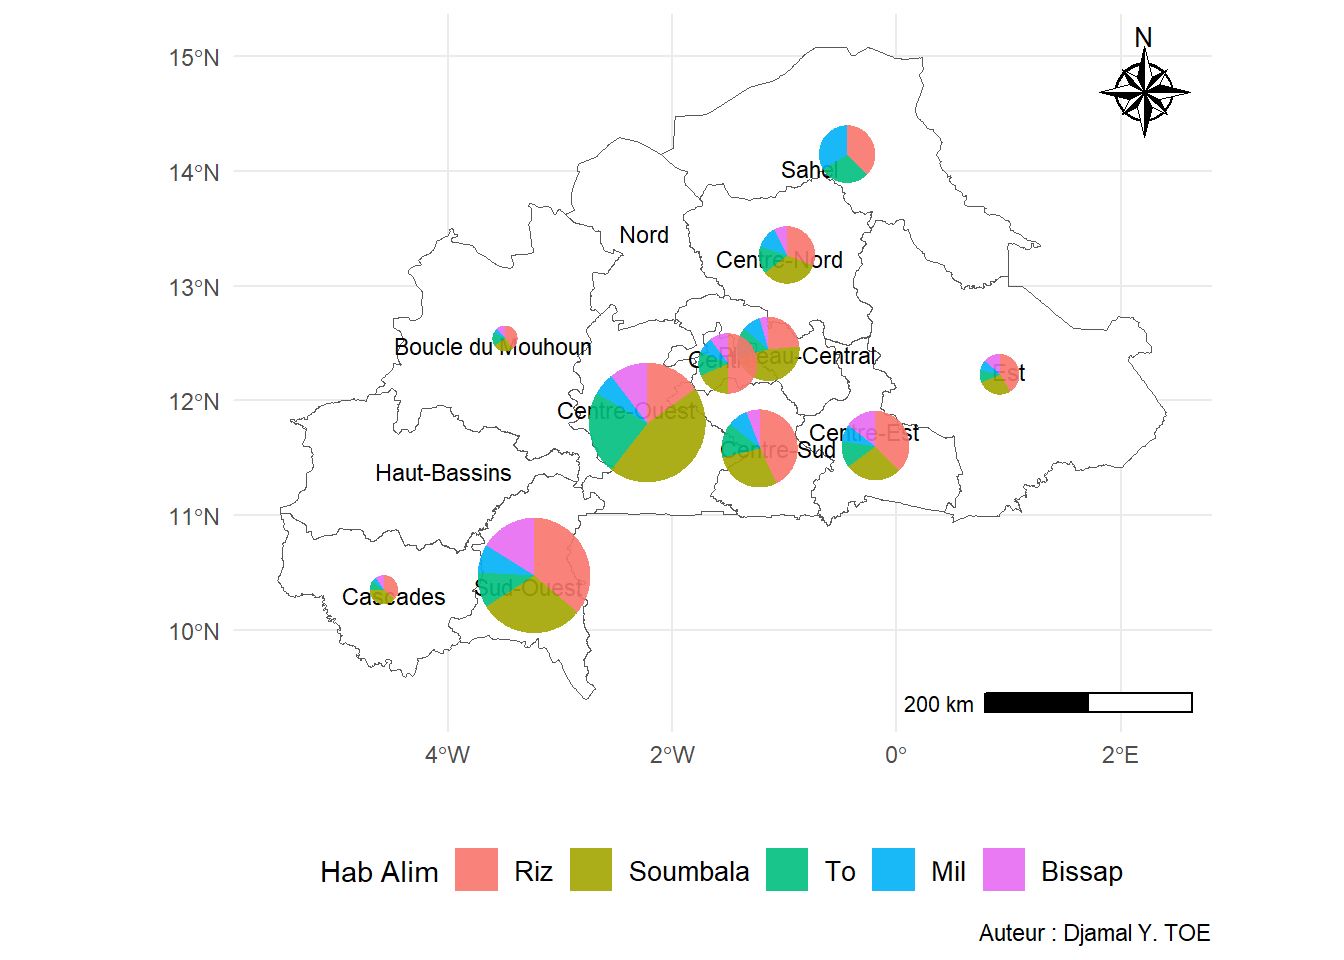 N
15°N
14°N
13°N
12°N
11°N
10°N
Sahel
Nord
Centre-Nord
Boucle du Mouhoun
Centre
Plateau-Central
Est
Centre-Ouest
Centre-Est
Centre-Sud
Haut-Bassins
Sud-Ouest
Cascades
200 km
4°W
2°W
0°
2°E
Hab Alim
Riz
Soumbala
To
Mil
Bissap
Auteur : Djamal Y. TOE